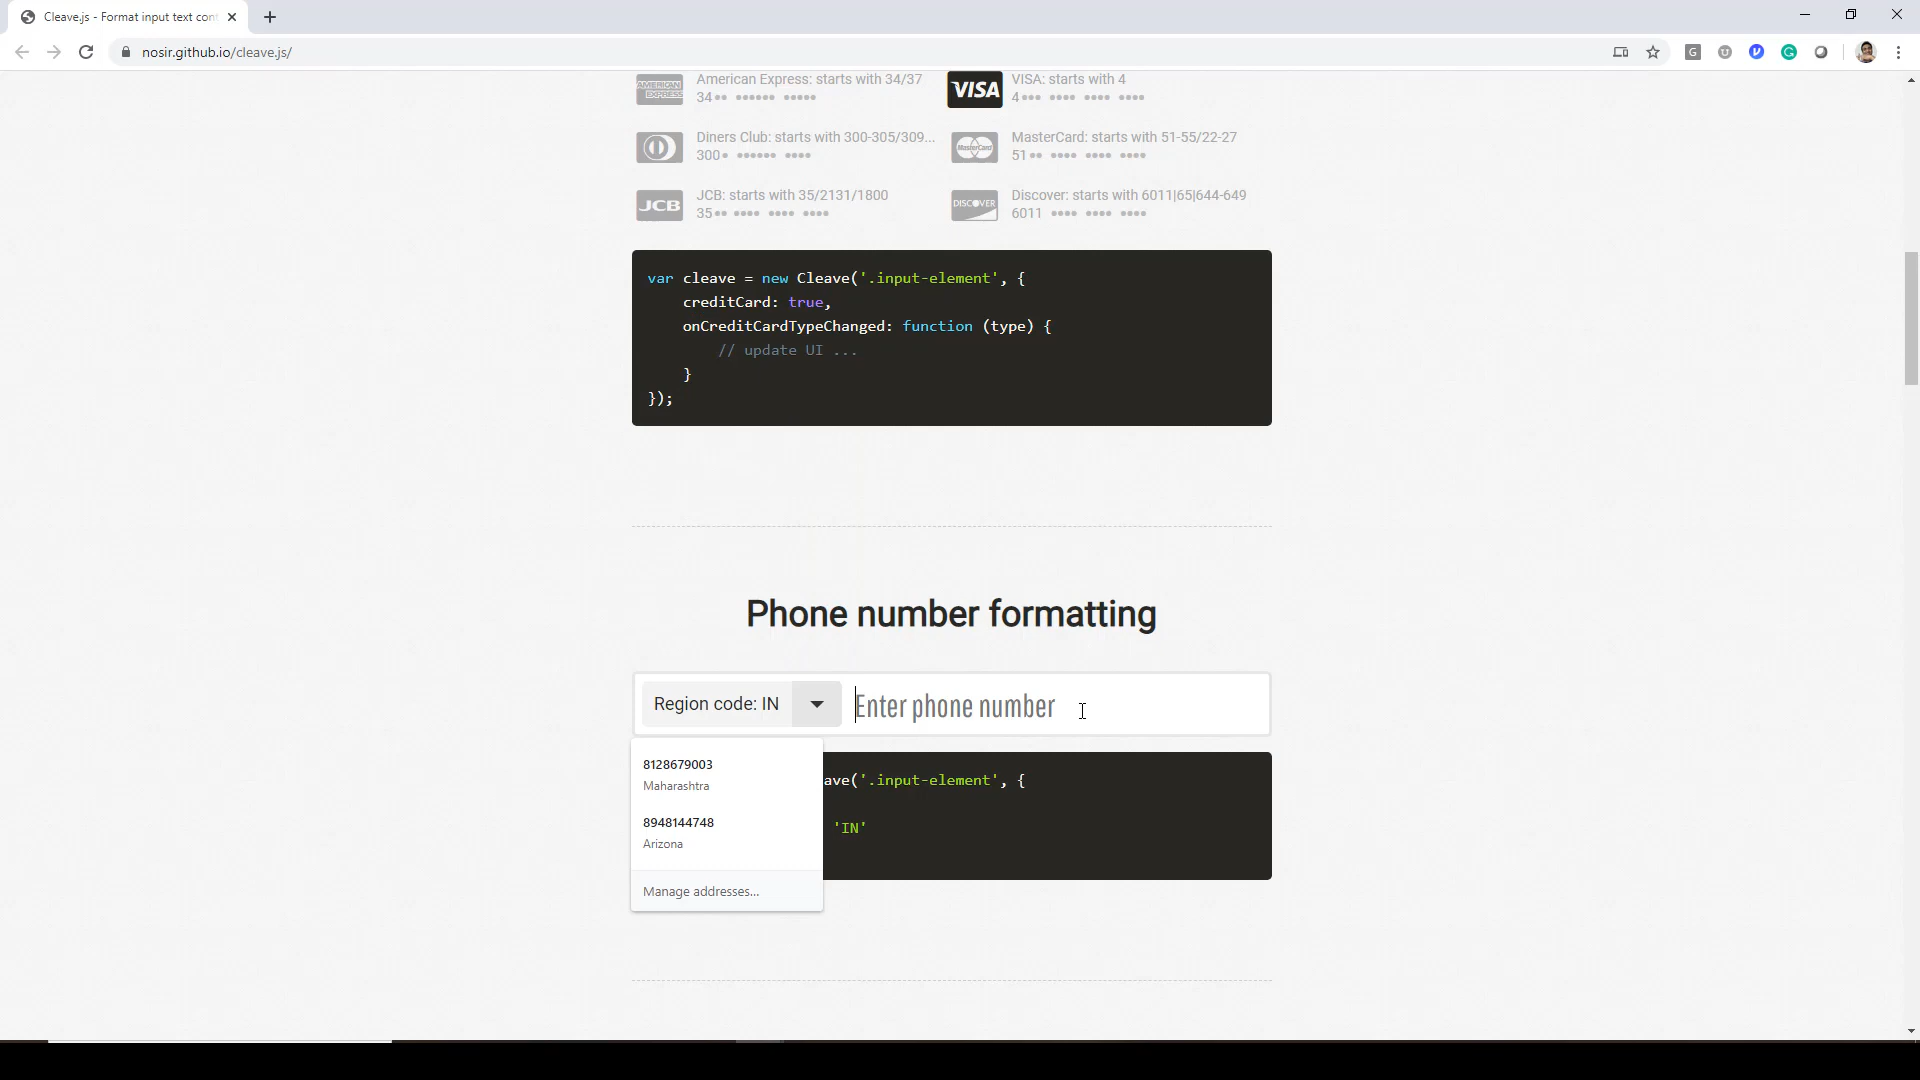 Cleave.js - Format input text cont
nosir.github.io/cleave.js/
AMERICAN EXPRESS
American Express: starts with 34/37
34•• •••••• •••••
VISA
VISA: starts with 4
4••• •••• •••• ••••
Diners Club: starts with 300-305/309...
300• •••••• ••••
MasterCard
MasterCard: starts with 51-55/22-27
51•• •••• •••• ••••
JCB
JCB: starts with 35/2131/1800
35•• •••• •••• ••••
DISCOVER
Discover: starts with 6011|65|644-649
6011 •••• •••• ••••
var cleave = new Cleave('.input-element', {
    creditCard: true,
    onCreditCardTypeChanged: function (type) {
        // update UI ...
    }
});
Phone number formatting
Region code: IN
Enter phone number
8128679003
Maharashtra
8948144748
Arizona
Manage addresses...
ave('.input-element', {
'IN'